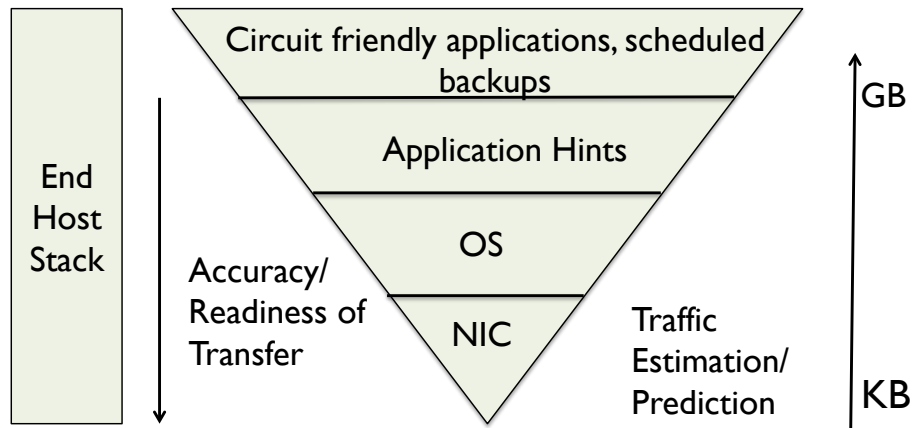 Circuit friendly applications, scheduled
backups
Application Hints
OS
NIC
End
Host
Stack
Accuracy/
Readiness of
Transfer
Traffic
Estimation/
Prediction
GB
KB